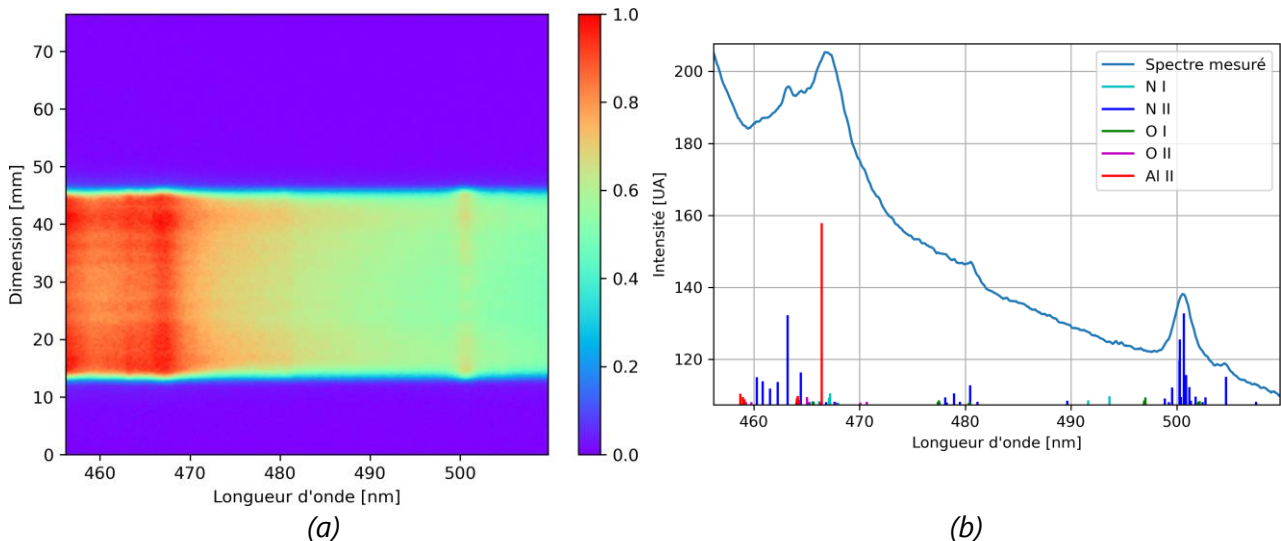 70
60
50
40
30
20
10
0
Dimension [mm]
460 470 480 490 500
Longueur d'onde [nm]
1.0
0.8
0.6
0.4
0.2
0.0
(a)
200
180
160
140
120
Intensité [UA]
460 470 480 490 500
Longueur d'onde [nm]
Spectre mesuré
N I
N II
O I
O II
Al II
(b)